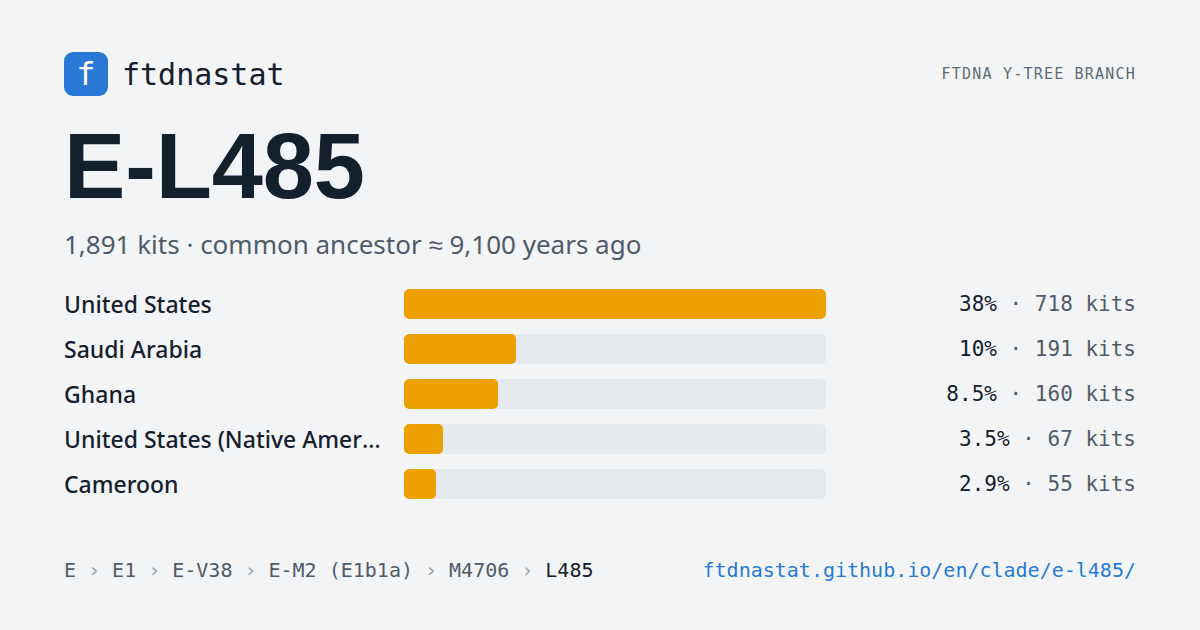 f ftdnastat
FTDNA Y-TREE BRANCH
E-L485
1,891 kits · common ancestor ≈ 9,100 years ago
United States 38% · 718 kits
Saudi Arabia 10% · 191 kits
Ghana 8.5% · 160 kits
United States (Native Amer... 3.5% · 67 kits
Cameroon 2.9% · 55 kits
E › E1 › E-V38 › E-M2 (E1b1a) › M4706 › L485
ftdnastat.github.io/en/clade/e-l485/